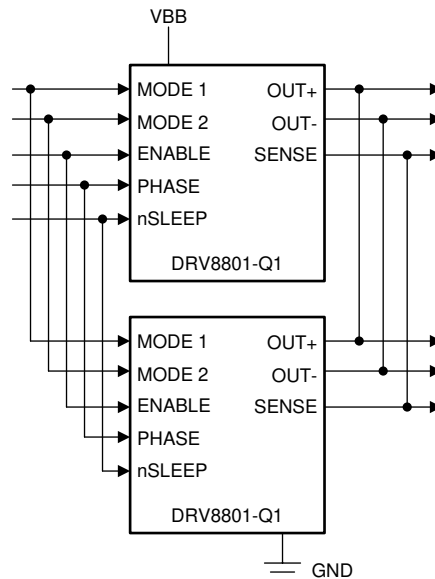 VBB
MODE 1
OUT+
MODE 2
OUT-
ENABLE
SENSE
PHASE
nSLEEP
DRV8801-Q1
MODE 1
OUT+
MODE 2
OUT-
ENABLE
SENSE
PHASE
nSLEEP
DRV8801-Q1
GND